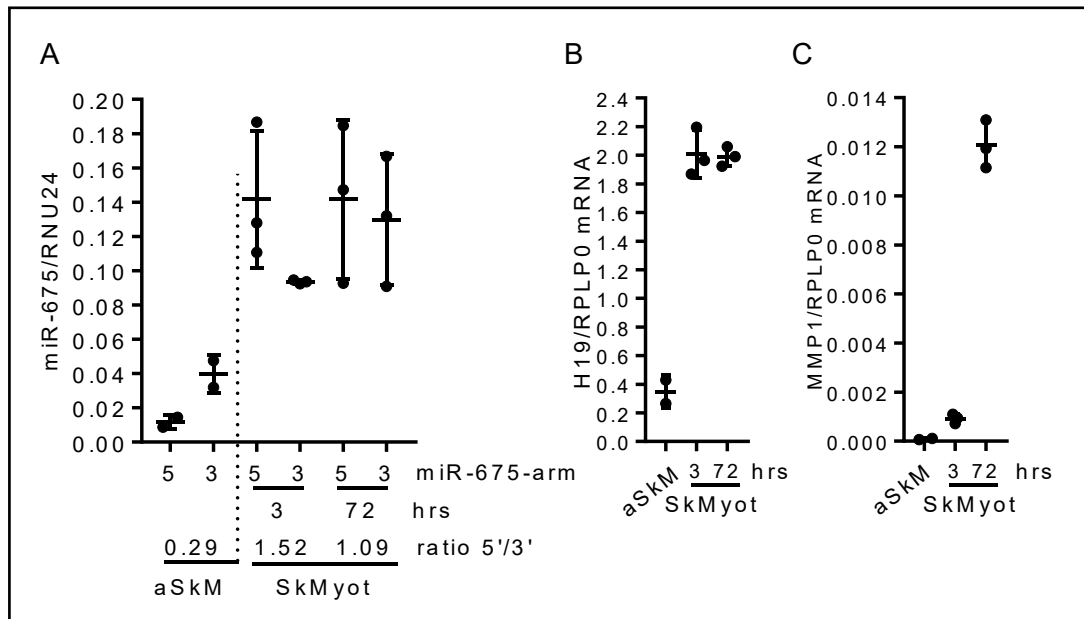 A
miR-675/RNU24
0.20
0.18
0.16
0.14
0.12
0.10
0.08
0.06
0.04
0.02
0.00
5 3 5 3 5 3 miR-675-arm
3 72 hrs
0.29 1.52 1.09 ratio 5'/3'
aSkM SkMyot
B
H19/RPLP0 mRNA
2.4
2.2
2.0
1.8
1.6
1.4
1.2
1.0
0.8
0.6
0.4
0.2
0.0
aSkM 3 72 hrs
SkMyot
C
MMP1/RPLP0 mRNA
0.014
0.012
0.010
0.008
0.006
0.004
0.002
0.000
aSkM 3 72 hrs
SkMyot